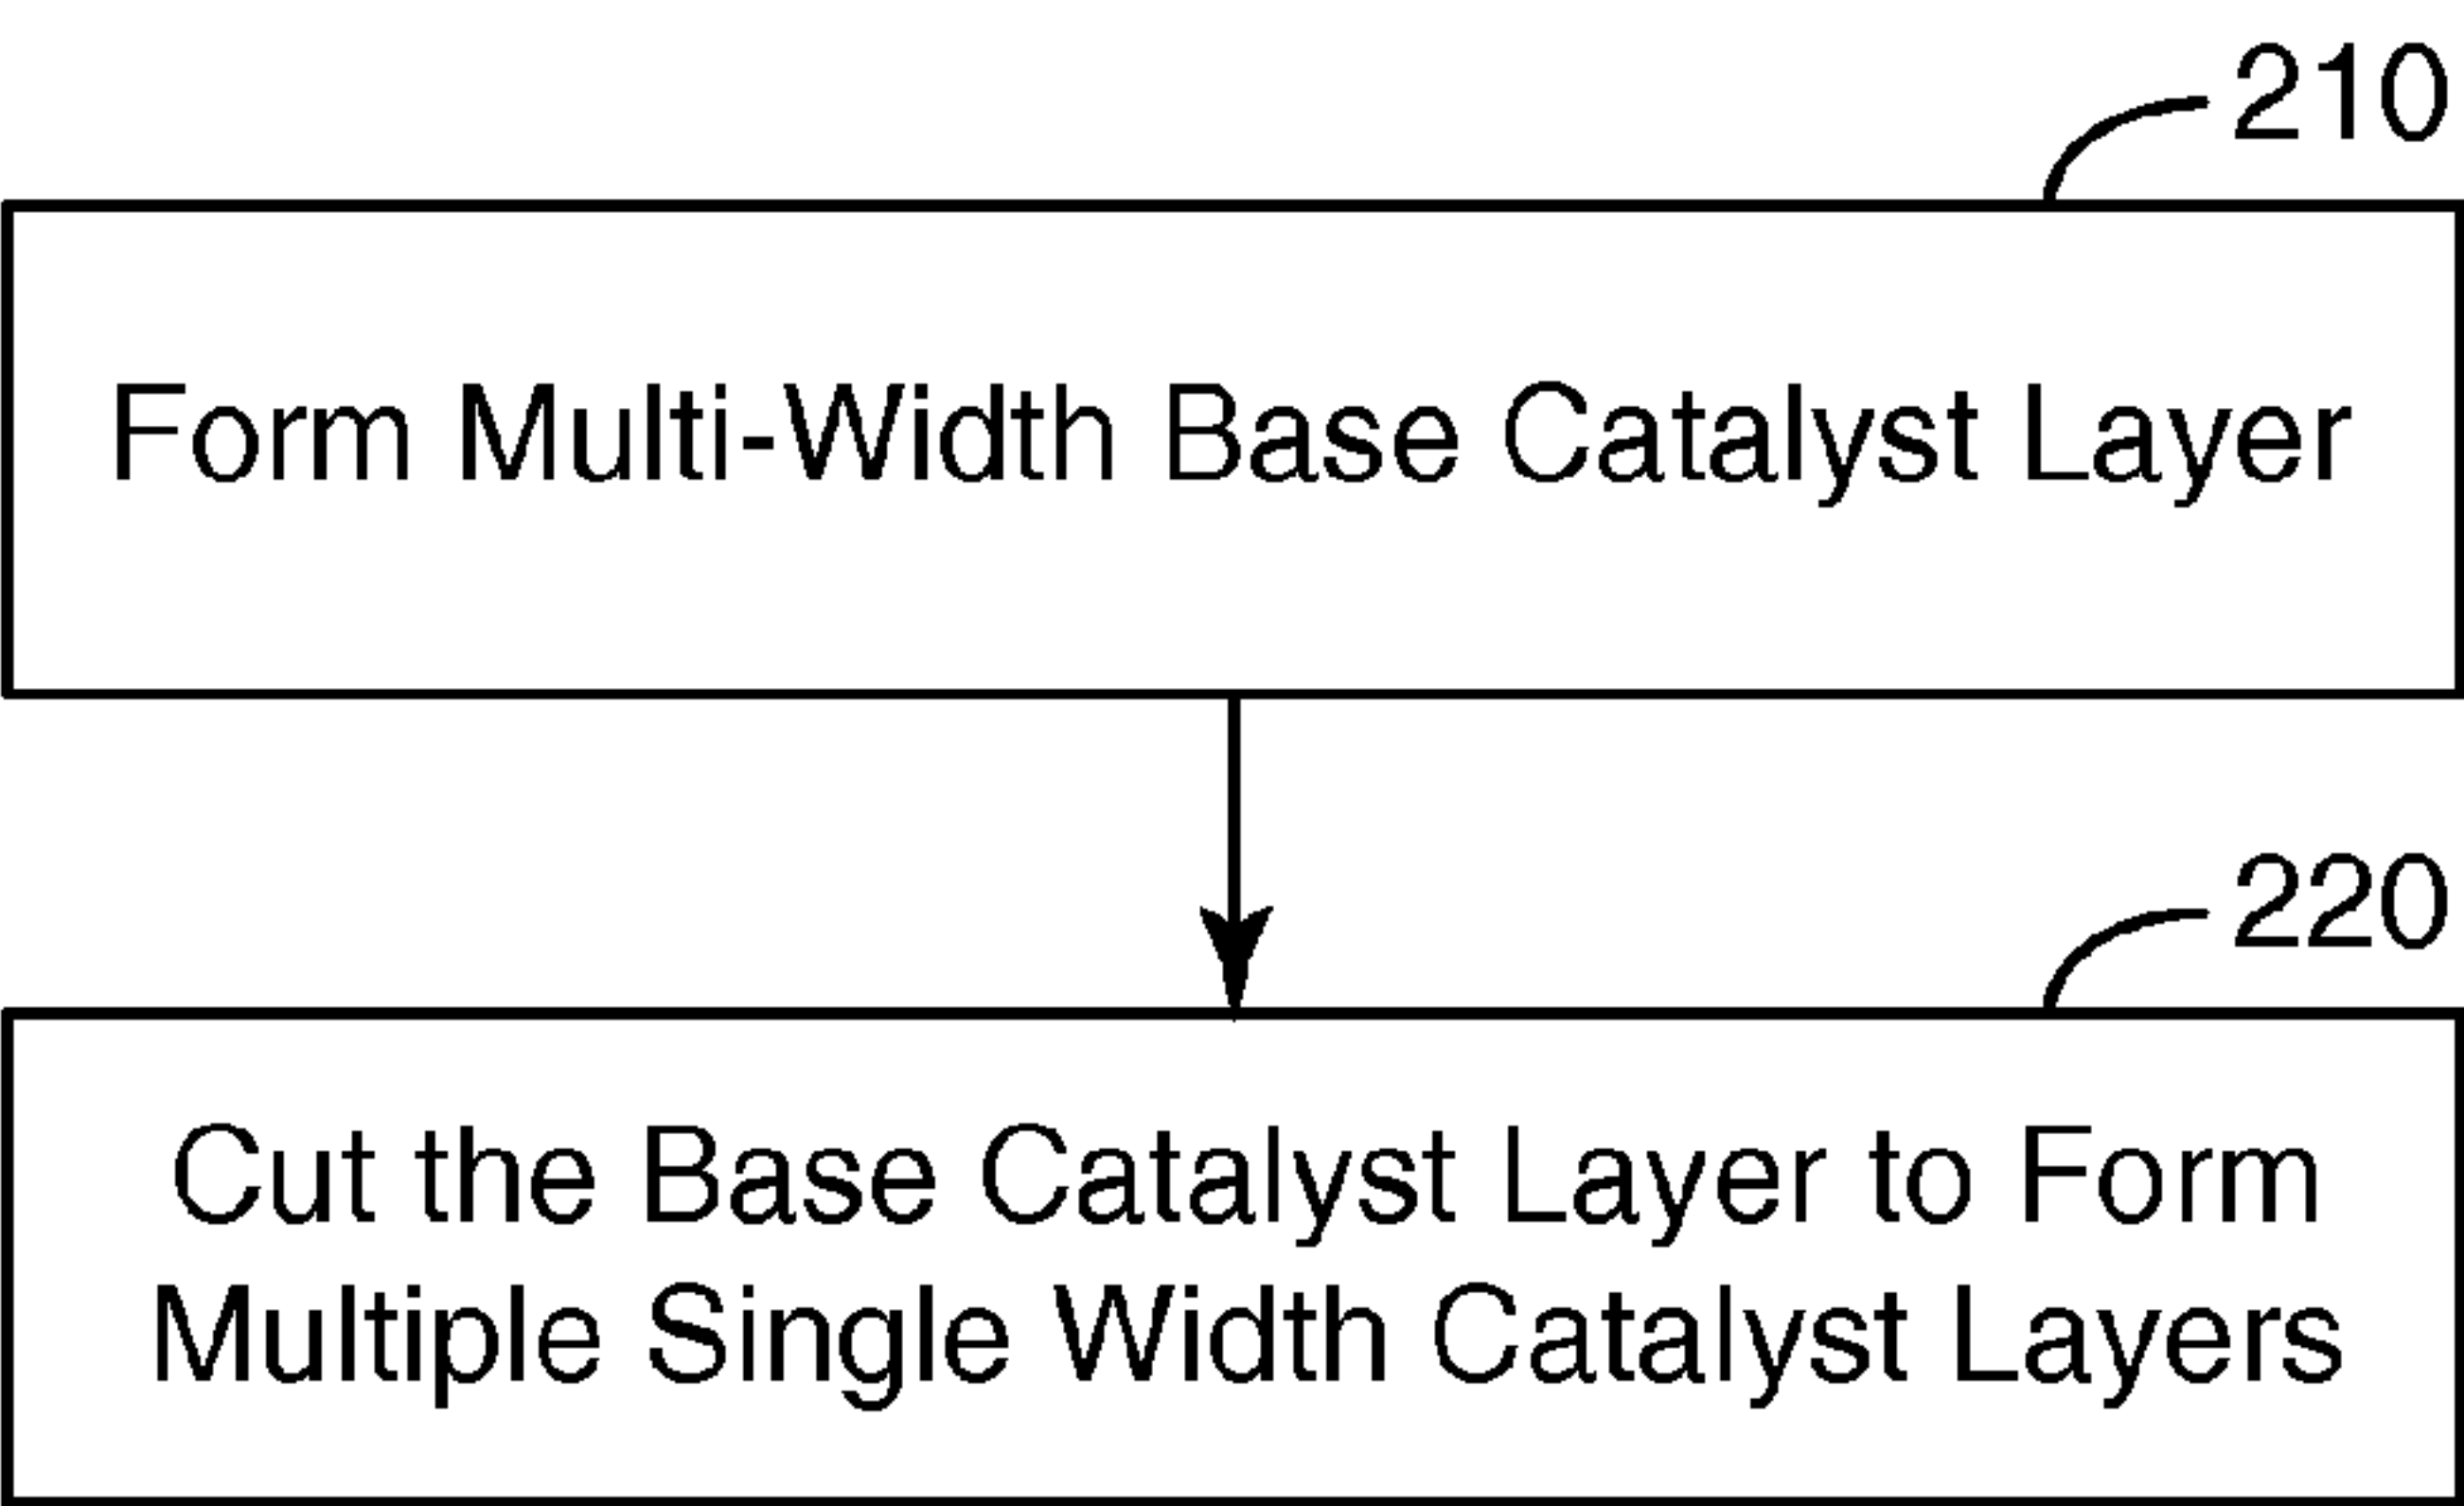 210
Form Multi-Width Base Catalyst Layer
220
Cut the Base Catalyst Layer to Form
Multiple Single Width Catalyst Layers